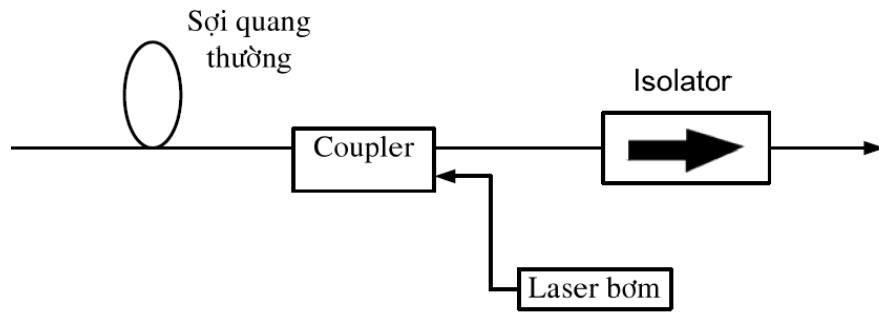 Sợi quang
thường
Isolator
Coupler
Laser bơm